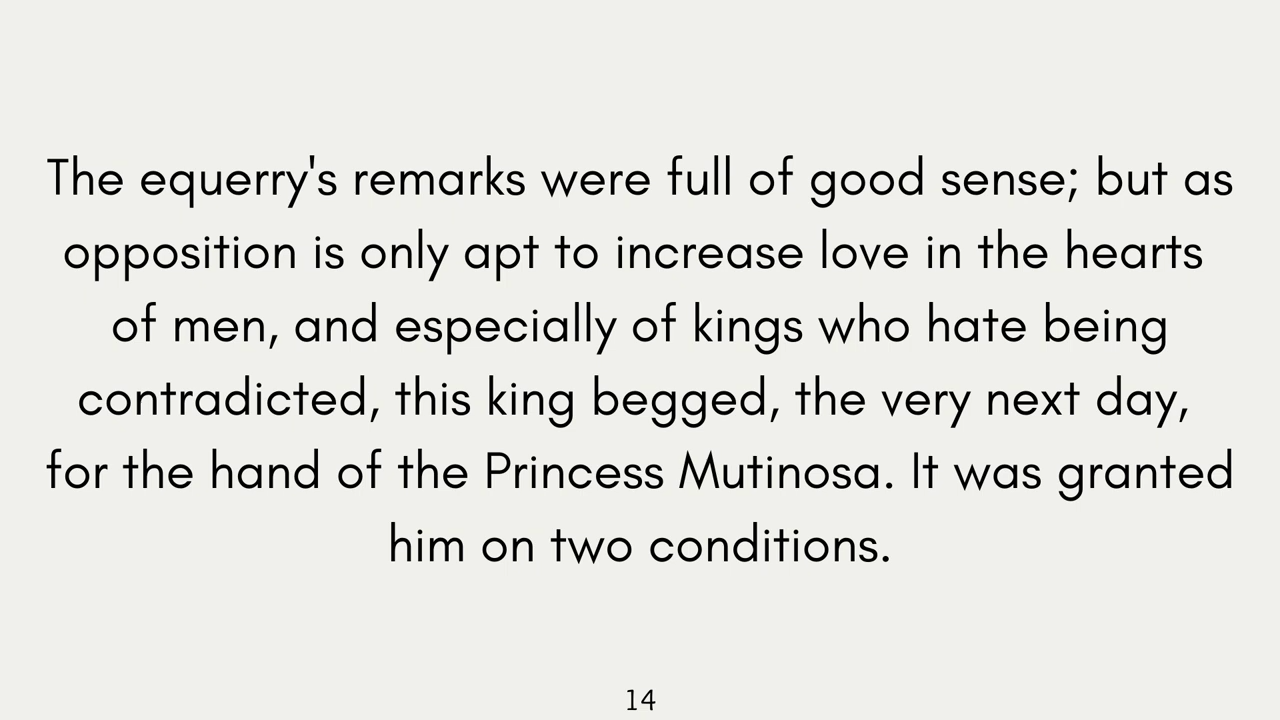 The equerry's remarks were full of good sense; but as
opposition is only apt to increase love in the hearts
of men, and especially of kings who hate being
contradicted, this king begged, the very next day,
for the hand of the Princess Mutinosa. It was granted
him on two conditions.
14